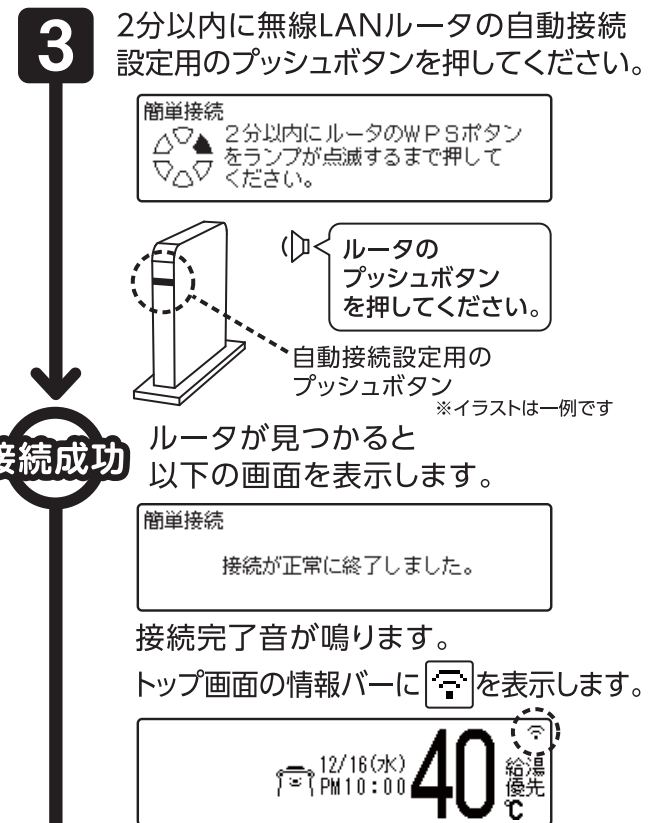 3
2分以内に無線LANルータの自動接続
設定用のプッシュボタンを押してください。
簡単接続
2分以内にルータのWPSボタン
をランプが点滅するまで押して
ください。
ルータの
プッシュボタン
を押してください。
自動接続設定用の
プッシュボタン
※イラストは一例です
接続成功
ルータが見つかると
以下の画面を表示します。
簡単接続
接続が正常に終了しました。
接続完了音が鳴ります。
トップ画面の情報バーに を表示します。
12/16(水)
PM10:00
40
℃
給湯
優先